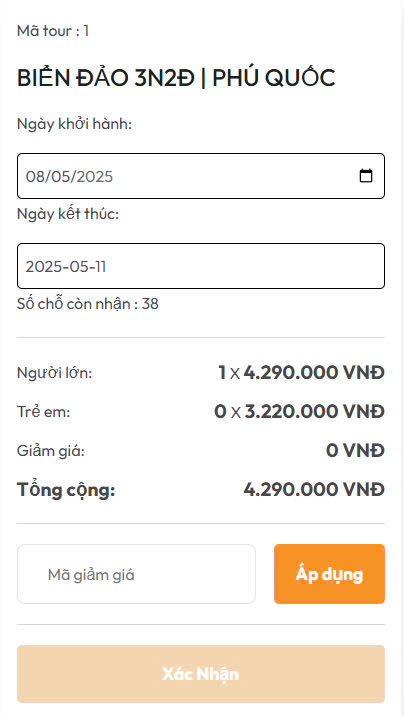 Mã tour : 1
BIỂN ĐẢO 3N2Đ | PHÚ QUỐC
Ngày khởi hành:
08/05/2025
Ngày kết thúc:
2025-05-11
Số chỗ còn nhận : 38
Người lớn: 1 x 4.290.000 VNĐ
Trẻ em: 0 x 3.220.000 VNĐ
Giảm giá: 0 VNĐ
Tổng cộng: 4.290.000 VNĐ
Mã giảm giá Áp dụng
Xác Nhận